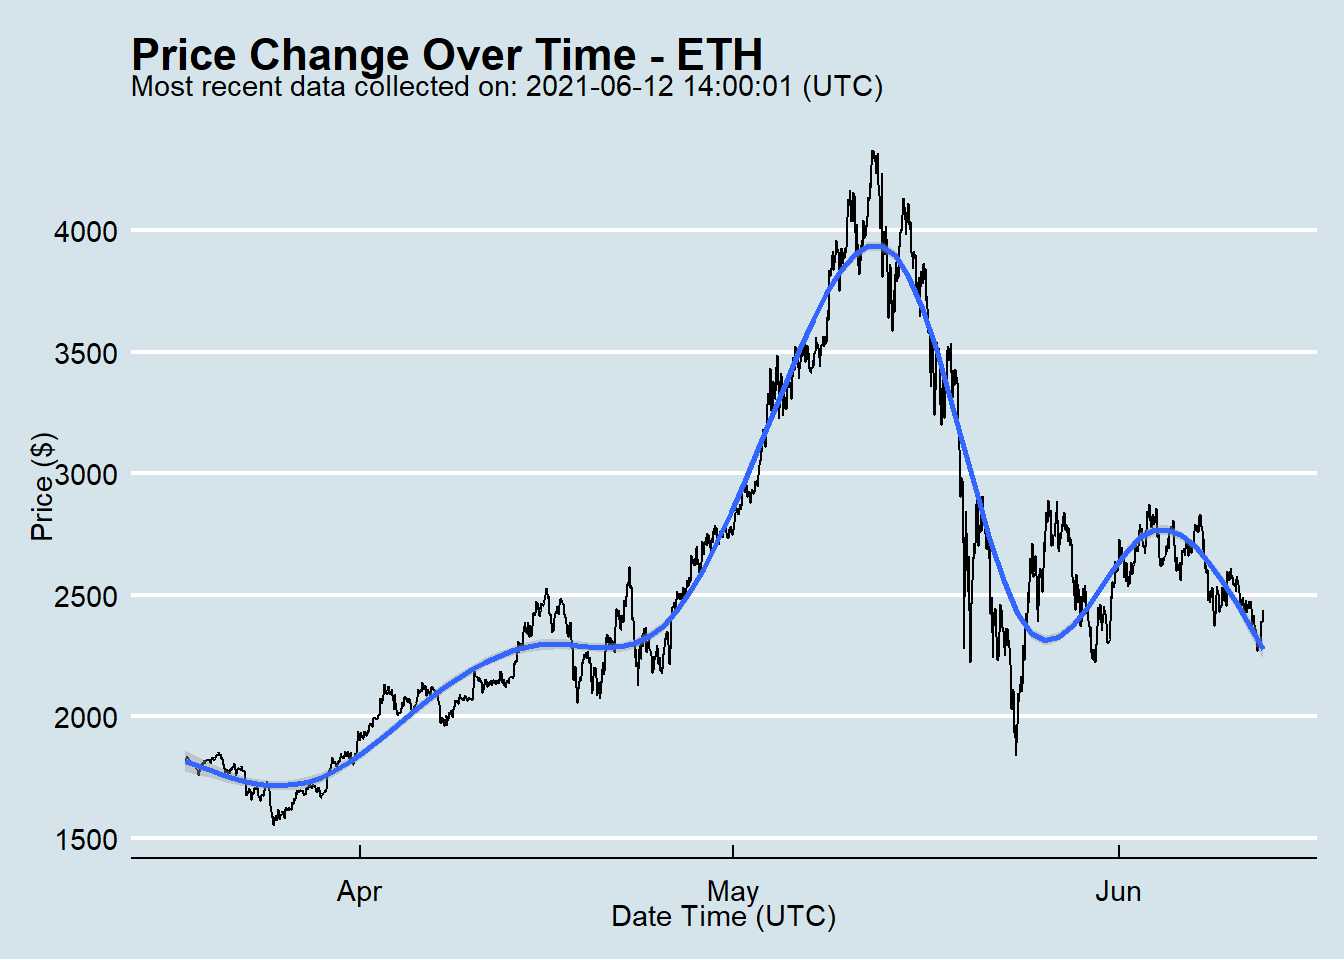 Price Change Over Time - ETH
Most recent data collected on: 2021-06-12 14:00:01 (UTC)
4000
3500
3000
2500
2000
1500
Price ($)
Apr
May
Jun
Date Time (UTC)